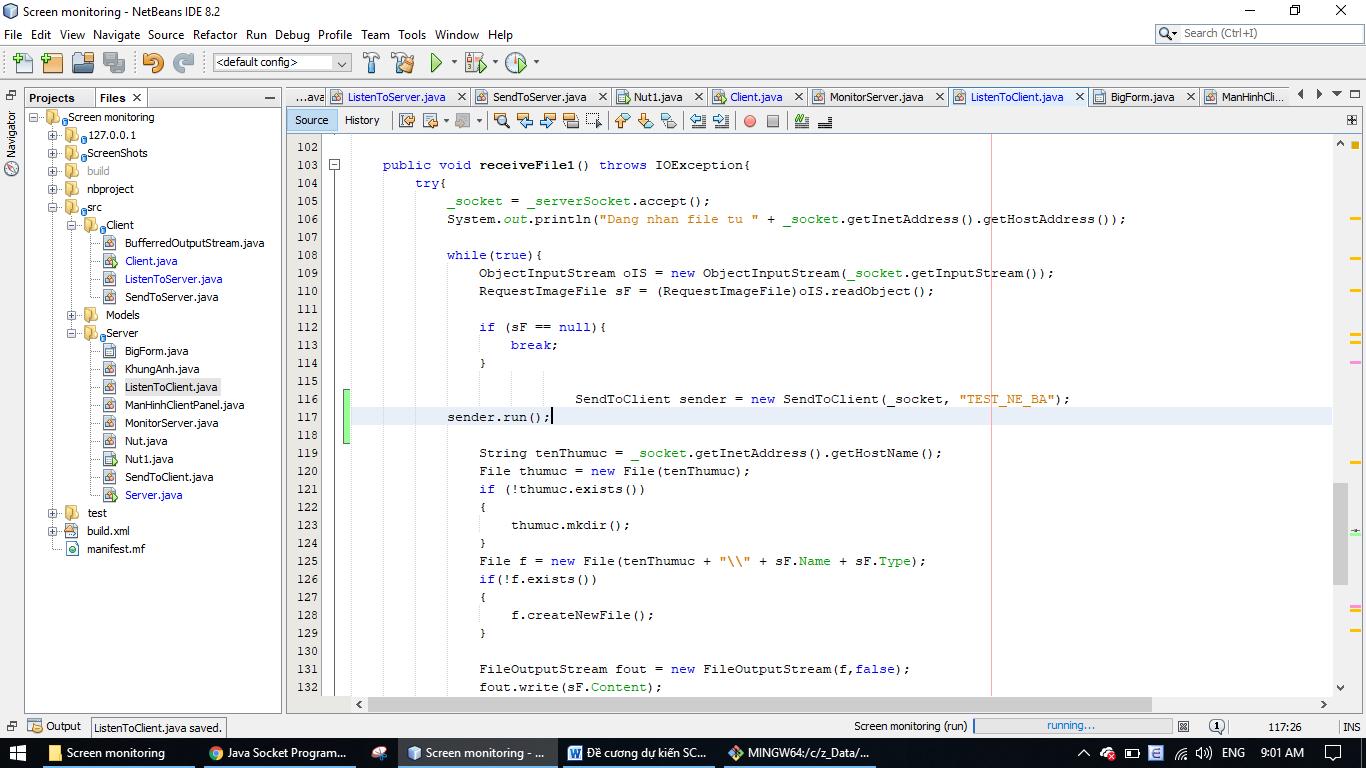 Screen monitoring - NetBeans IDE 8.2
File Edit View Navigate Source Refactor Run Debug Profile Team Tools Window Help
Search (Ctrl+I)
<default config>
Projects Files
...ava ListenToServer.java SendToServer.java Nut1.java Client.java MonitorServer.java ListenToClient.java BigForm.java ManHinhCli...
Source History
Navigator
Screen monitoring
127.0.0.1
ScreenShots
build
nbproject
src
Client
BufferredOutputStream.java
Client.java
ListenToServer.java
SendToServer.java
Models
Server
BigForm.java
KhungAnh.java
ListenToClient.java
ManHinhClientPanel.java
MonitorServer.java
Nut.java
Nut1.java
SendToClient.java
Server.java
test
build.xml
manifest.mf
102
103 public void receiveFile1() throws IOException{
104 try{
105 _socket = _serverSocket.accept();
106 System.out.println("Dang nhan file tu " + _socket.getInetAddress().getHostAddress());
107
108 while(true){
109 ObjectInputStream oIS = new ObjectInputStream(_socket.getInputStream());
110 RequestImageFile sF = (RequestImageFile)oIS.readObject();
111
112 if (sF == null){
113 break;
114 }
115
116 SendToClient sender = new SendToClient(_socket, "TEST_NE_BA");
117 sender.run();
118
119 String tenThumuc = _socket.getInetAddress().getHostName();
120 File thumuc = new File(tenThumuc);
121 if (!thumuc.exists())
122 {
123 thumuc.mkdir();
124 }
125 File f = new File(tenThumuc + "\\" + sF.Name + sF.Type);
126 if(!f.exists())
127 {
128 f.createNewFile();
129 }
130
131 FileOutputStream fout = new FileOutputStream(f,false);
132 fout.write(sF.Content);
Output ListenToClient.java saved. Screen monitoring (run) running... 1 117:26 INS
Screen monitoring Java Socket Program... Screen monitoring - ... Đề cương dự kiến SC... MINGW64:/c/z_Data/... ENG 9:01 AM